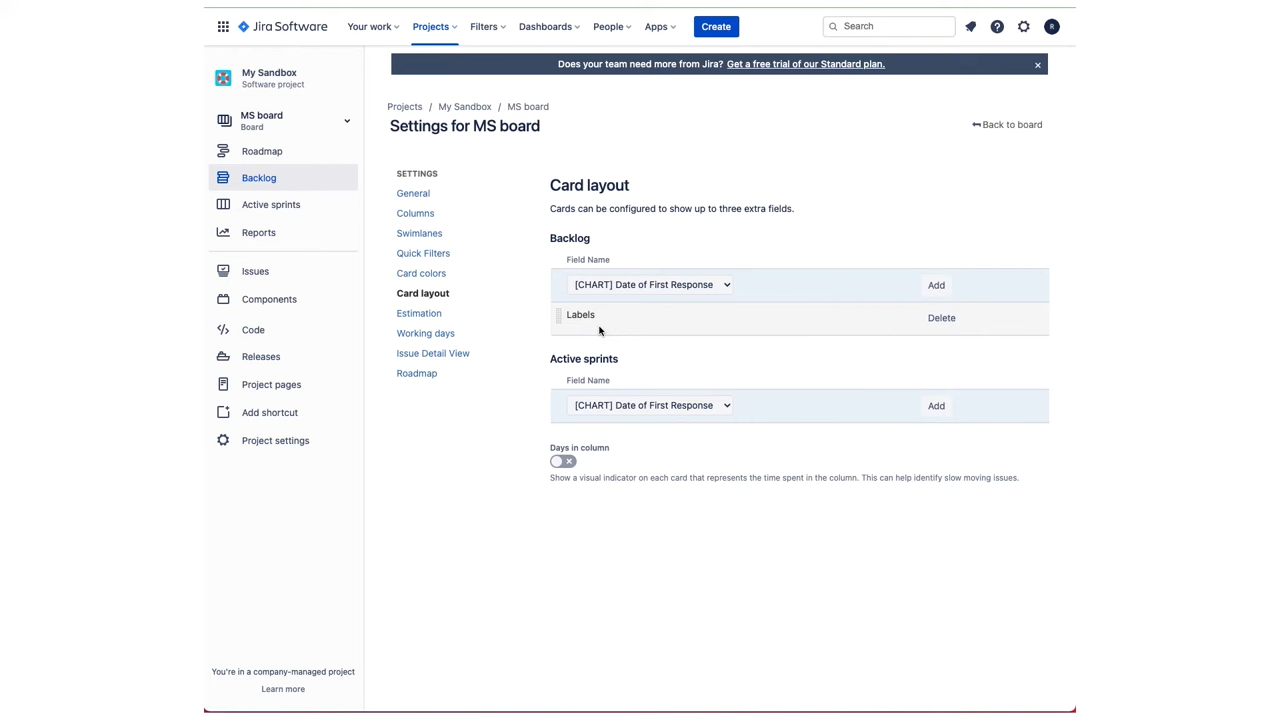 Jira Software
Your work
Projects
Filters
Dashboards
People
Apps
Create
Search
R
My Sandbox
Software project
Does your team need more from Jira? Get a free trial of our Standard plan.
MS board
Board
Roadmap
Backlog
Active sprints
Reports
Issues
Components
Code
Releases
Project pages
Add shortcut
Project settings
You're in a company-managed project
Learn more
Projects / My Sandbox / MS board
Settings for MS board
Back to board
SETTINGS
General
Columns
Swimlanes
Quick Filters
Card colors
Card layout
Estimation
Working days
Issue Detail View
Roadmap
Card layout
Cards can be configured to show up to three extra fields.
Backlog
Field Name
[CHART] Date of First Response
Add
Labels
Delete
Active sprints
Field Name
[CHART] Date of First Response
Add
Days in column
Show a visual indicator on each card that represents the time spent in the column. This can help identify slow moving issues.